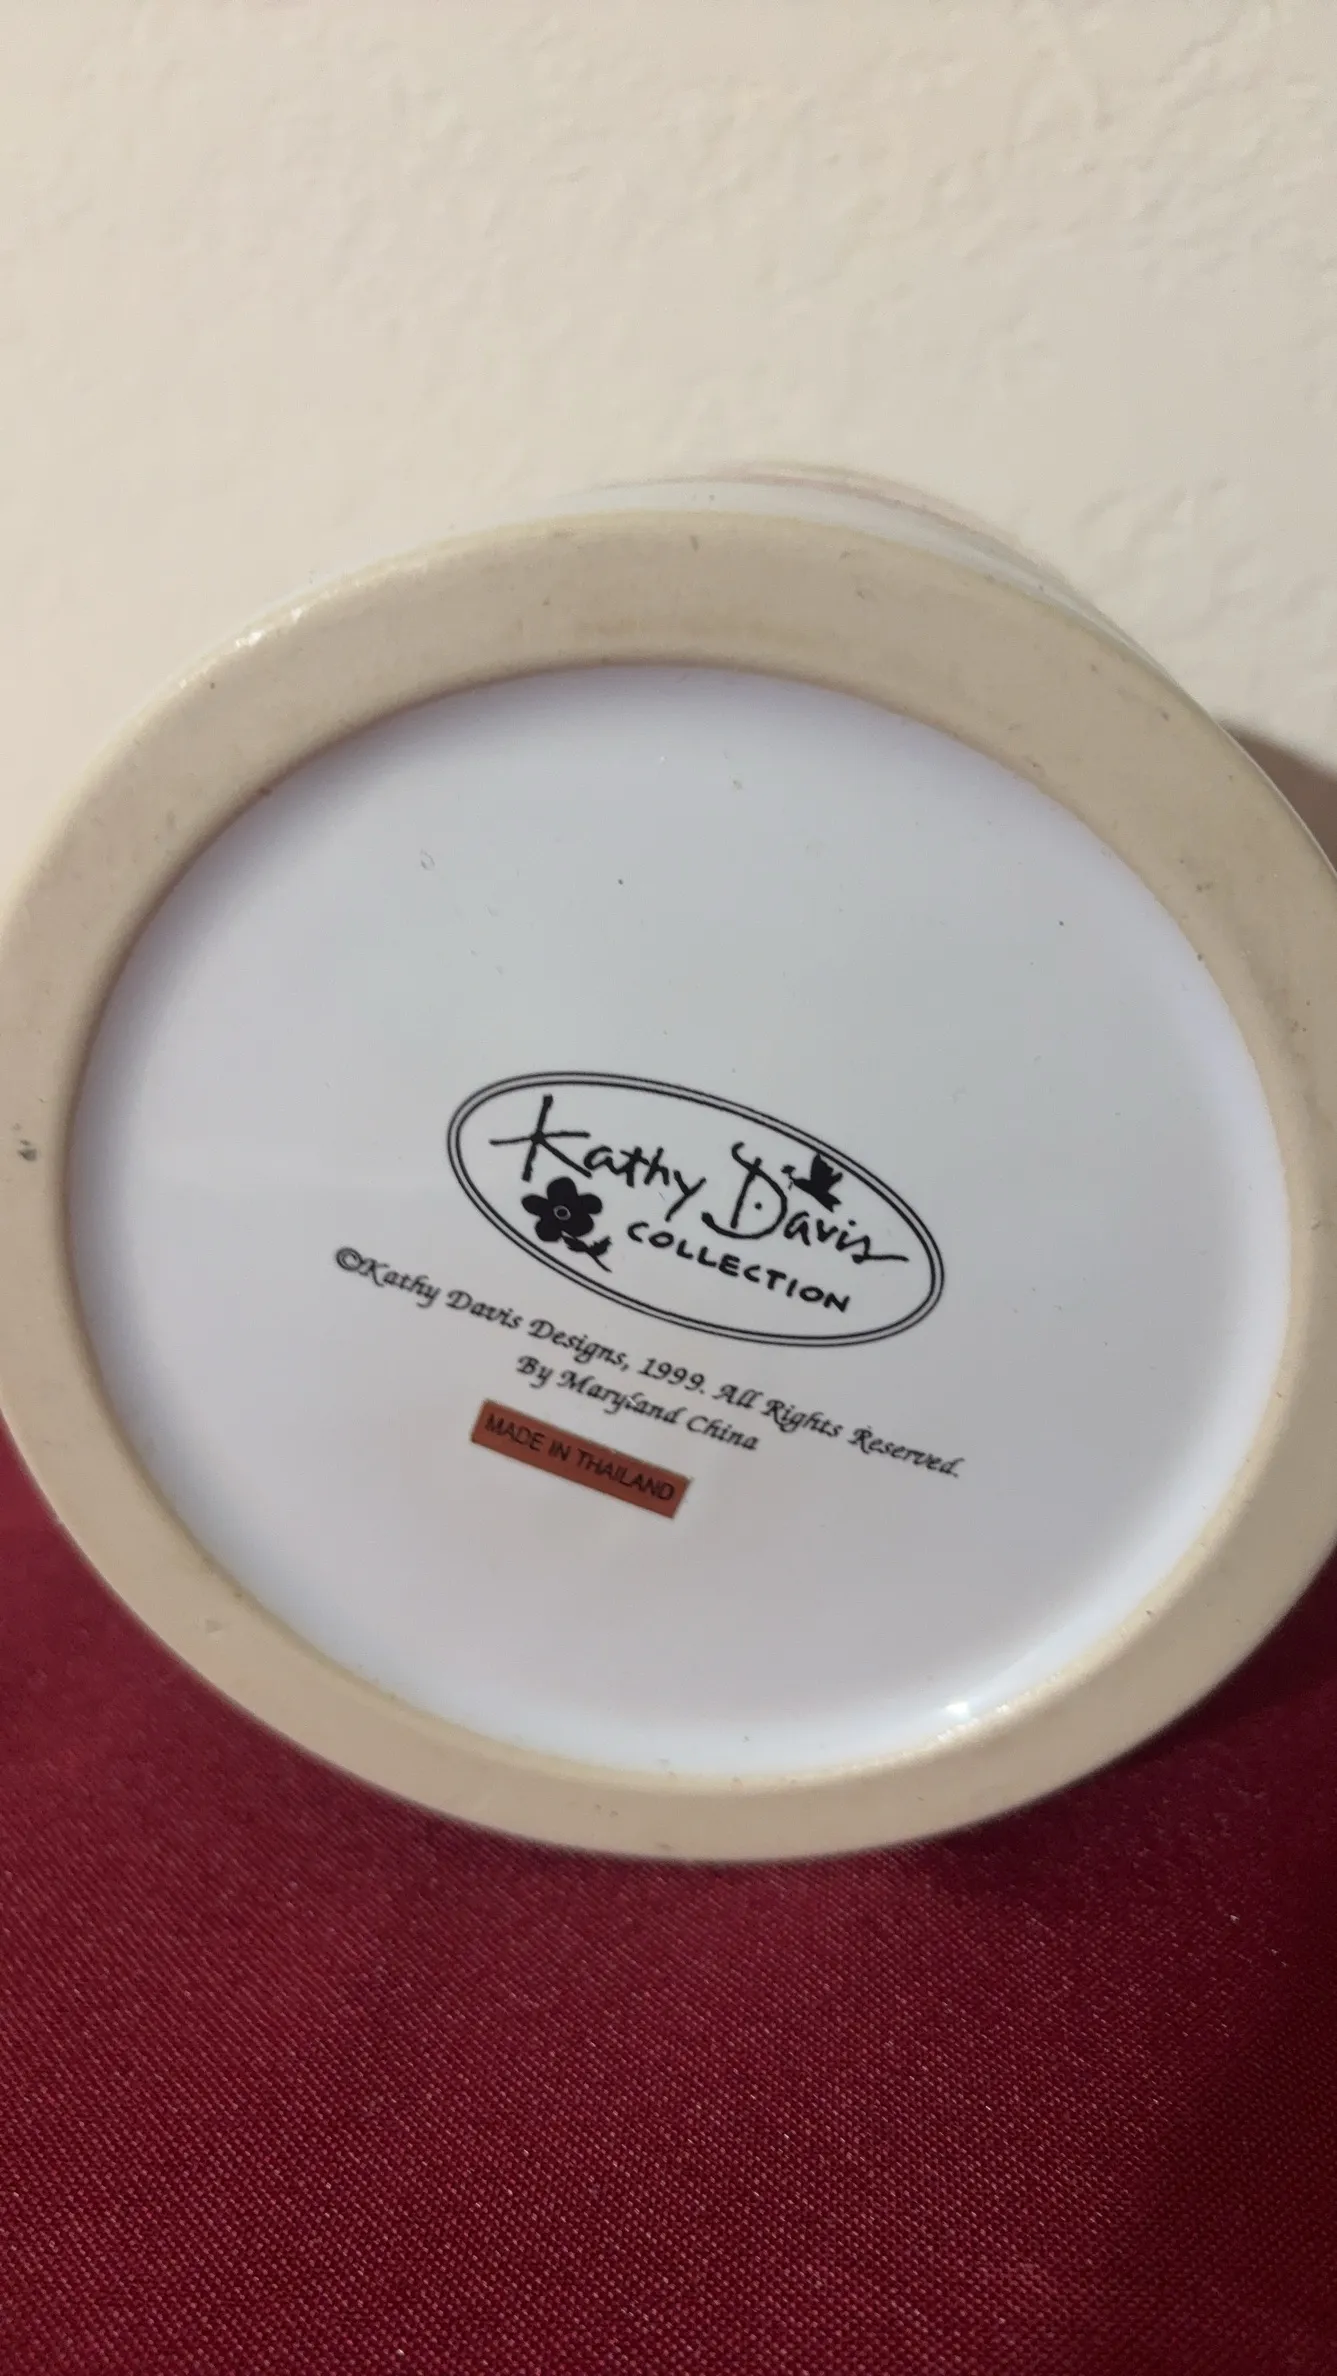 Kathy Davis
COLLECTION
©Kathy Davis Designs, 1999. All Rights Reserved.
By Maryland China
MADE IN THAILAND